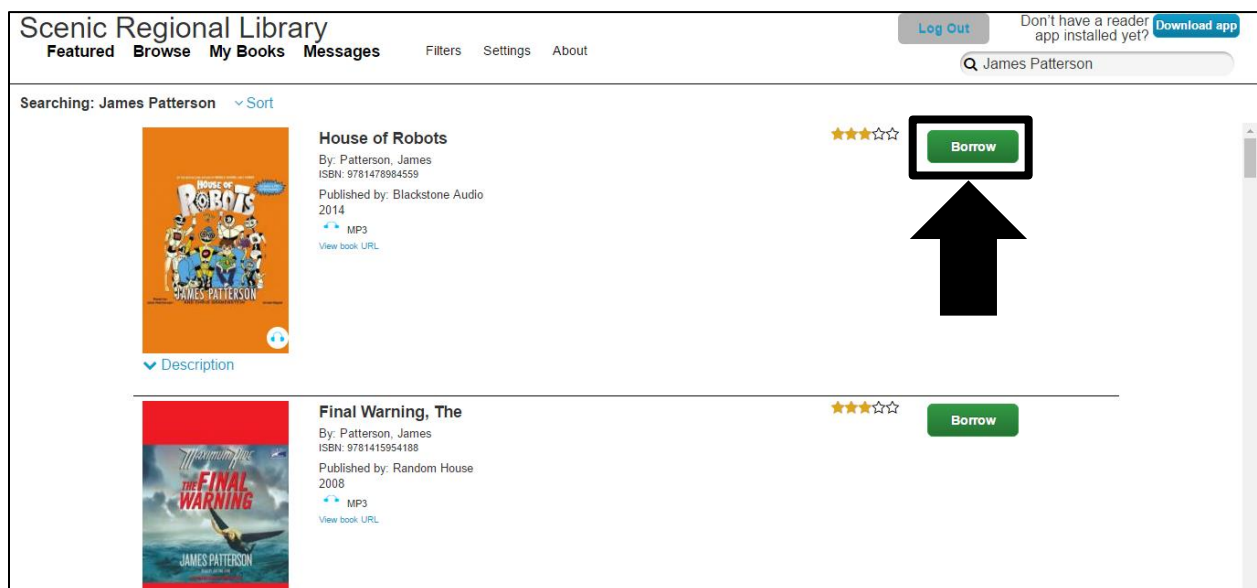 Scenic Regional Library
Log Out
Don't have a reader
app installed yet?
Download app
Featured Browse My Books Messages Filters Settings About
James Patterson
Searching: James Patterson Sort
House of Robots
By: Patterson, James
ISBN: 9781478984559
Published by: Blackstone Audio
2014
MP3
View book URL
Borrow
HOUSE OF
ROBOTS
JAMES PATTERSON
Description
Final Warning, The
By: Patterson, James
ISBN: 9781415954188
Published by: Random House
2008
MP3
View book URL
Borrow
Maximum Ride
THE FINAL
WARNING
JAMES PATTERSON